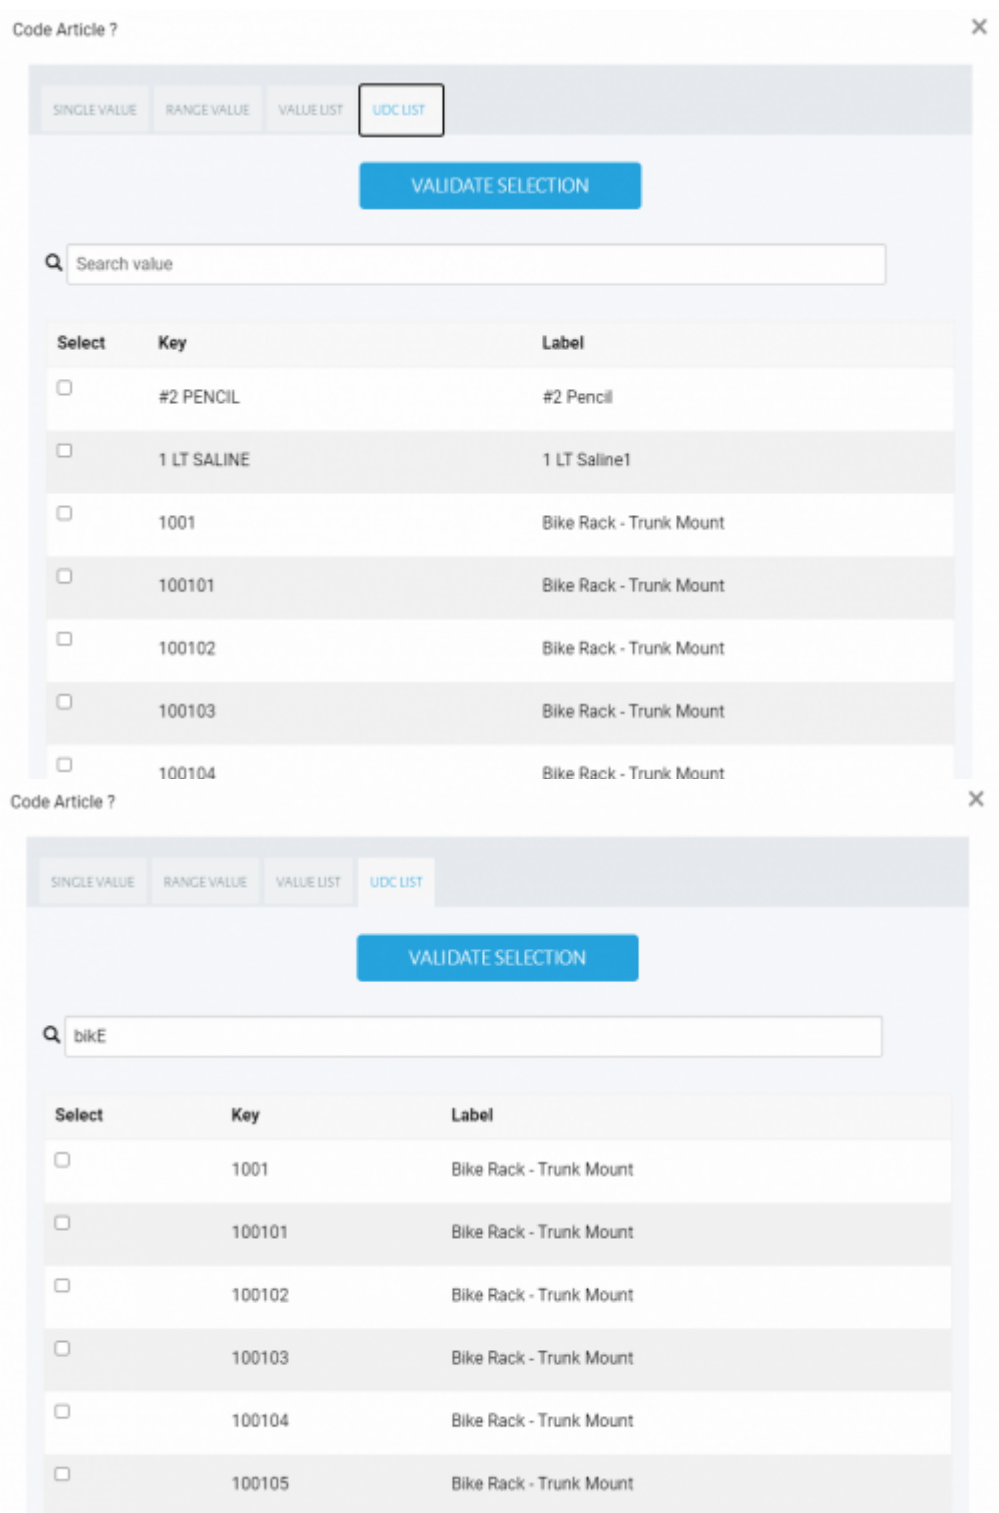 Code Article ? ×
SINGLE VALUE RANGE VALUE VALUE LIST UDC LIST
VALIDATE SELECTION
Search value
Select Key Label
#2 PENCIL #2 Pencil
1 LT SALINE 1 LT Saline1
1001 Bike Rack - Trunk Mount
100101 Bike Rack - Trunk Mount
100102 Bike Rack - Trunk Mount
100103 Bike Rack - Trunk Mount
100104 Bike Rack - Trunk Mount
Code Article ? ×
SINGLE VALUE RANGE VALUE VALUE LIST UDC LIST
VALIDATE SELECTION
bikE
Select Key Label
1001 Bike Rack - Trunk Mount
100101 Bike Rack - Trunk Mount
100102 Bike Rack - Trunk Mount
100103 Bike Rack - Trunk Mount
100104 Bike Rack - Trunk Mount
100105 Bike Rack - Trunk Mount